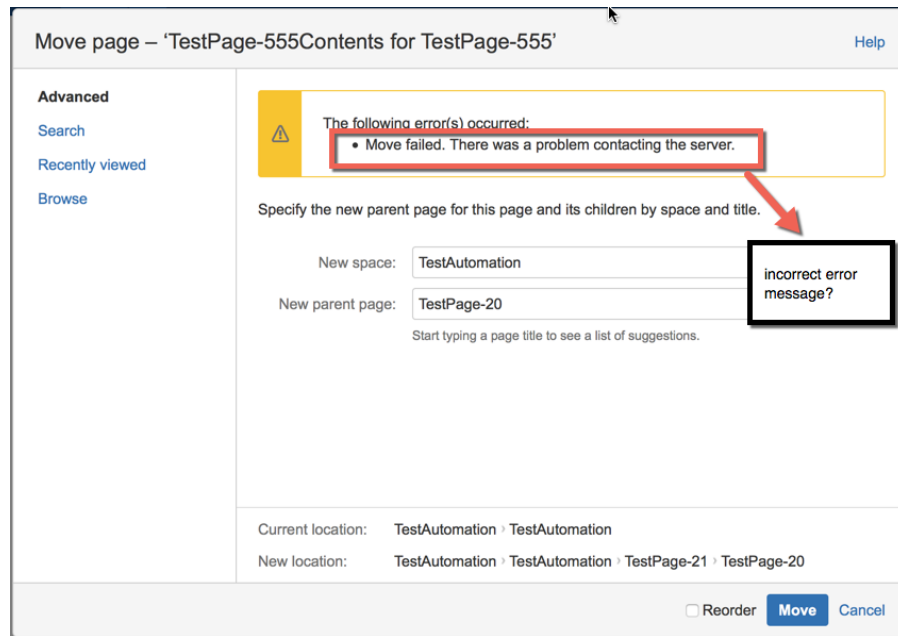 Move page – ‘TestPage-555Contents for TestPage-555’
Help
Advanced
Search
Recently viewed
Browse
The following error(s) occurred:
• Move failed. There was a problem contacting the server.
incorrect error
message?
Specify the new parent page for this page and its children by space and title.
New space: TestAutomation
New parent page: TestPage-20
Start typing a page title to see a list of suggestions.
Current location: TestAutomation › TestAutomation
New location: TestAutomation › TestAutomation › TestPage-21 › TestPage-20
Reorder Move Cancel